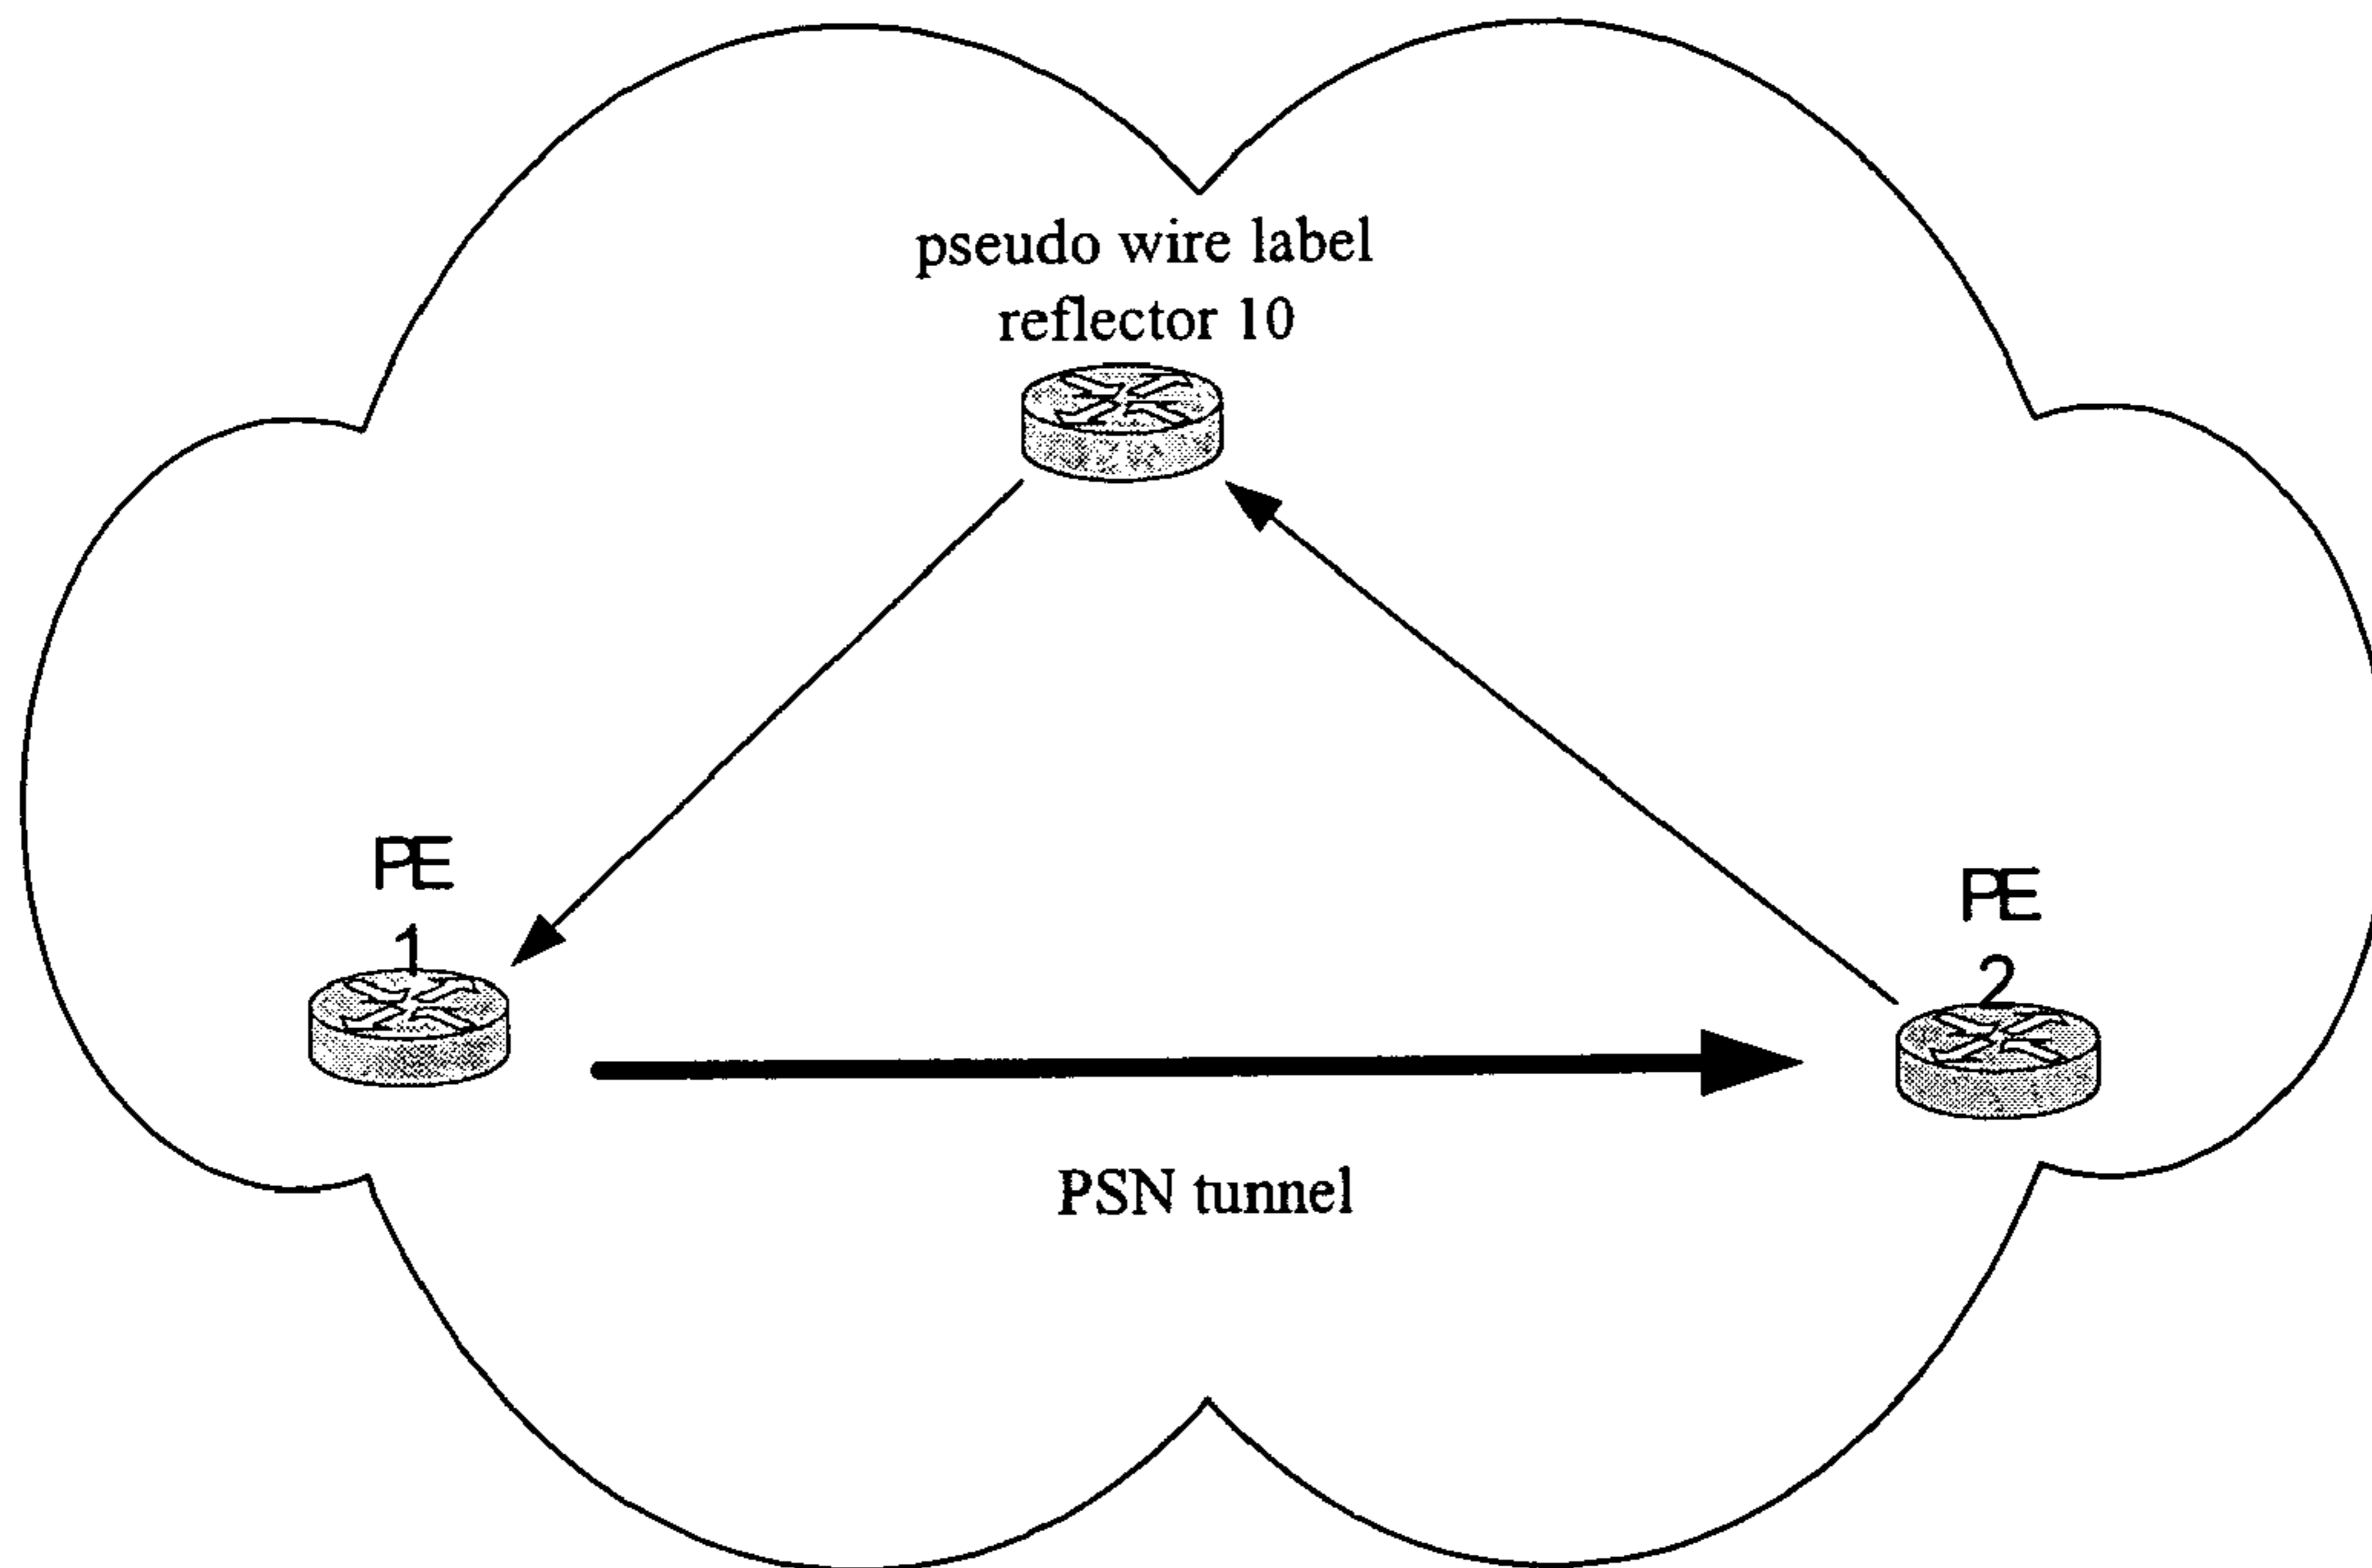 pseudo wire label
reflector 10
PE
1
PE
2
PSN tunnel